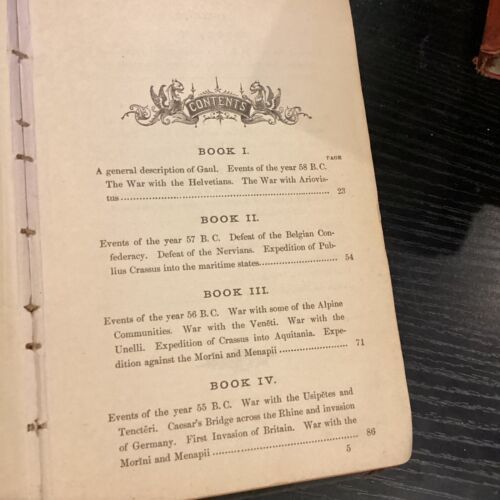 CONTENTS
BOOK I.
PAGE
A general description of Gaul. Events of the year 58 B. C.
The War with the Helvetians. The War with Ariovis-
tus 23
BOOK II.
Events of the year 57 B. C. Defeat of the Belgian Con-
federacy. Defeat of the Nervians. Expedition of Pub-
lius Crassus into the maritime states. 54
BOOK III.
Events of the year 56 B. C. War with some of the Alpine
Communities. War with the Venĕti. War with the
Unelli. Expedition of Crassus into Aquitania. Expe-
dition against the Morĭni and Menapii 71
BOOK IV.
Events of the year 55 B. C. War with the Usipĕtes and
Tenctĕri. Caesar's Bridge across the Rhine and invasion
of Germany. First Invasion of Britain. War with the
Morĭni and Menapii 86
5